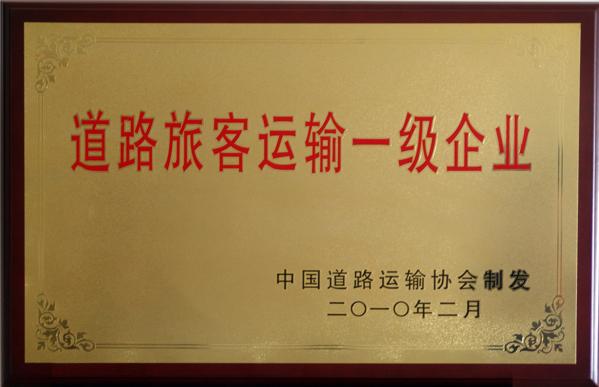 道路旅客运输一级企业
中国道路运输协会制发
二〇一〇年二月